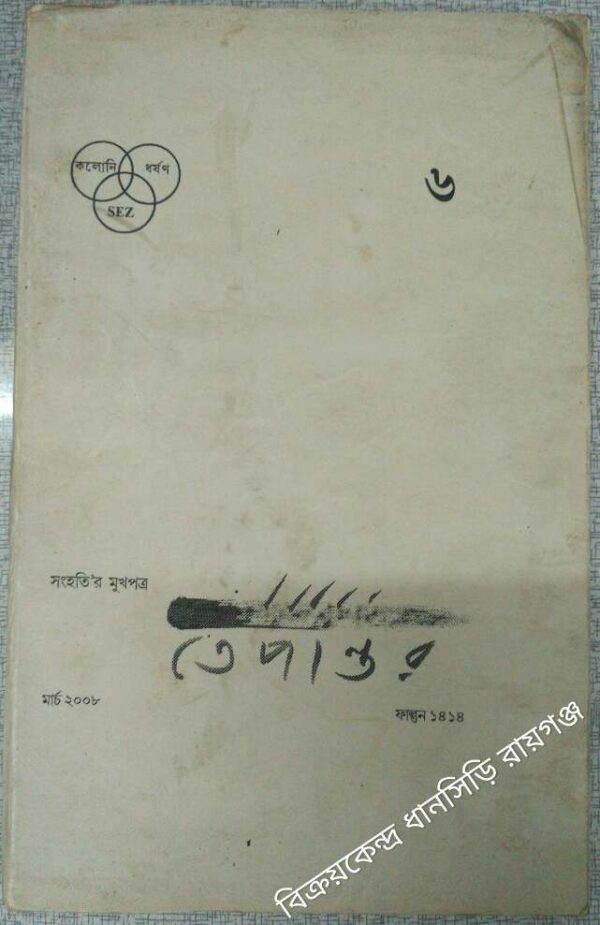 কলোনি ধর্ষণ
SEZ
৬
সংহতি'র মুখপত্র
তেপান্তর
মার্চ ২০০৮
ফাল্গুন ১৪১৪
বিক্রয়কেন্দ্র ধানসিড়ি রায়গঞ্জ